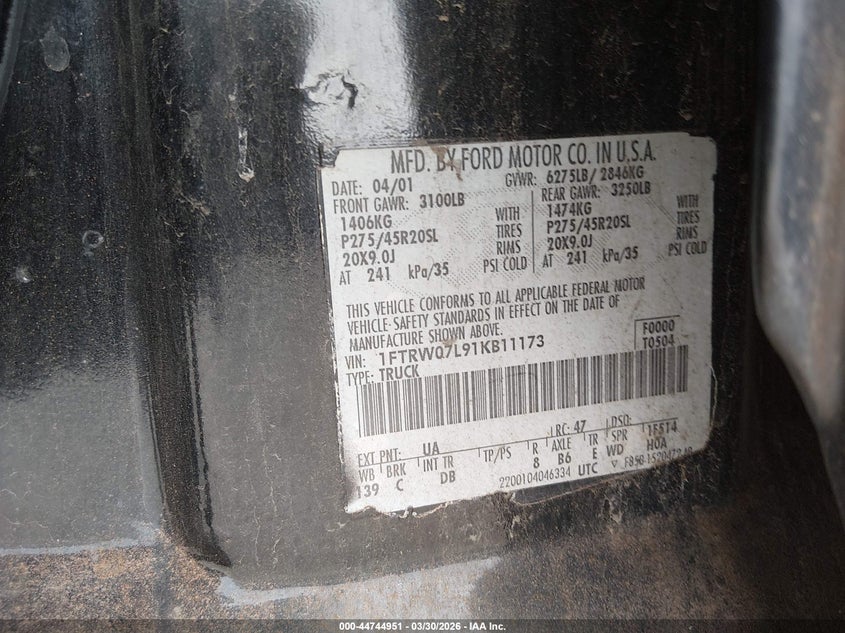 MFD. BY FORD MOTOR CO. IN U.S.A.
DATE: 04/01 GVWR: 6275LB/ 2846KG
FRONT GAWR: 3100LB REAR GAWR: 3250LB
1406KG WITH 1474KG WITH
P275/45R20SL TIRES P275/45R20SL TIRES
20X9.0J RIMS 20X9.0J RIMS
AT 241 kPa/35 PSI COLD AT 241 kPa/35 PSI COLD
THIS VEHICLE CONFORMS TO ALL APPLICABLE FEDERAL MOTOR
VEHICLE SAFETY STANDARDS IN EFFECT ON THE DATE OF
MANUFACTURE SHOWN ABOVE.
VIN: 1FTRW07L91KB11173 F0000
TYPE: TRUCK T0504
EXT PNT: UA RC: 47 DSO:
WB BRK INT TR TP/PS R AXLE TR SPR 1F514
139 C DB 8 B6 E WD H0A
2200104046334 UTC
000-44744951 — 03/30/2026 — IAA Inc.